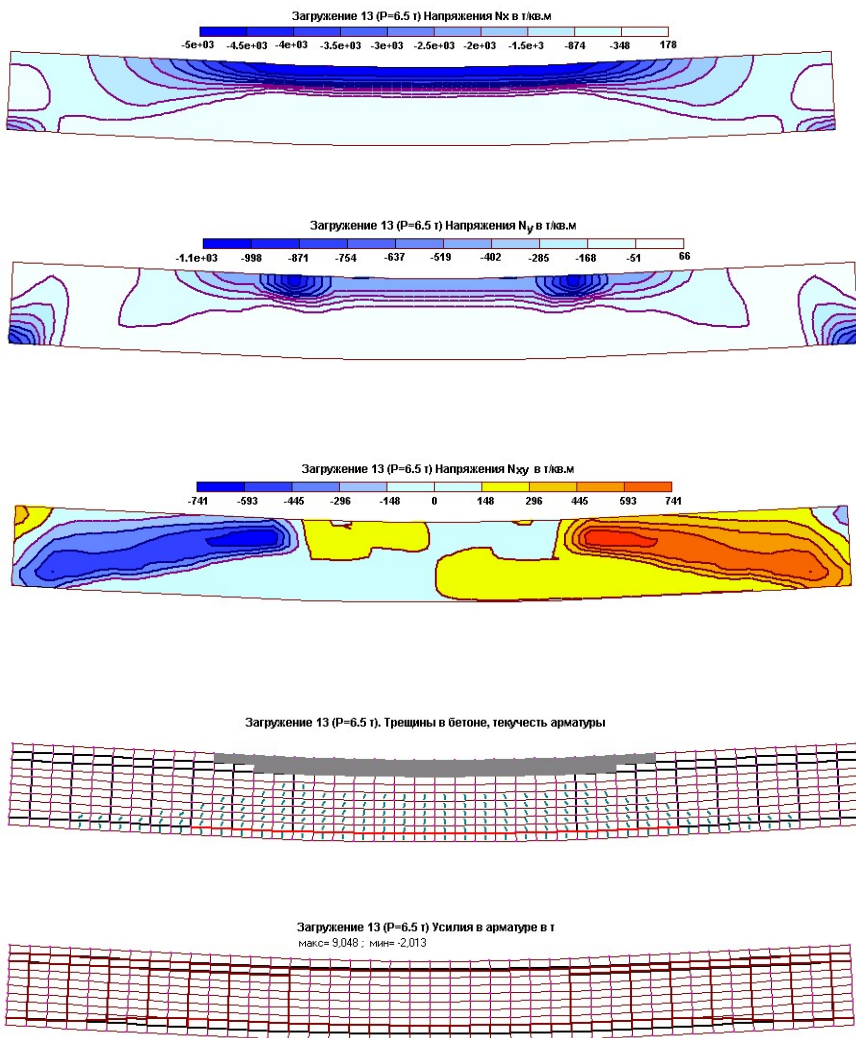 Загружение 13 (P=6.5 т) Напряжения Nx в т/кв.м
-5e+03 -4.5e+03 -4e+03 -3.5e+03 -3e+03 -2.5e+03 -2e+03 -1.5e+3 -874 -348 178
Загружение 13 (P=6.5 т) Напряжения Ny в т/кв.м
-1.1e+03 -998 -871 -754 -637 -519 -402 -285 -168 -51 66
Загружение 13 (P=6.5 т) Напряжения Nxy в т/кв.м
-741 -593 -445 -296 -148 0 148 296 445 593 741
Загружение 13 (P=6.5 т). Трещины в бетоне, текучесть арматуры
Загружение 13 (P=6.5 т) Усилия в арматуре в т
макс= 9,048 ; мин= -2,013